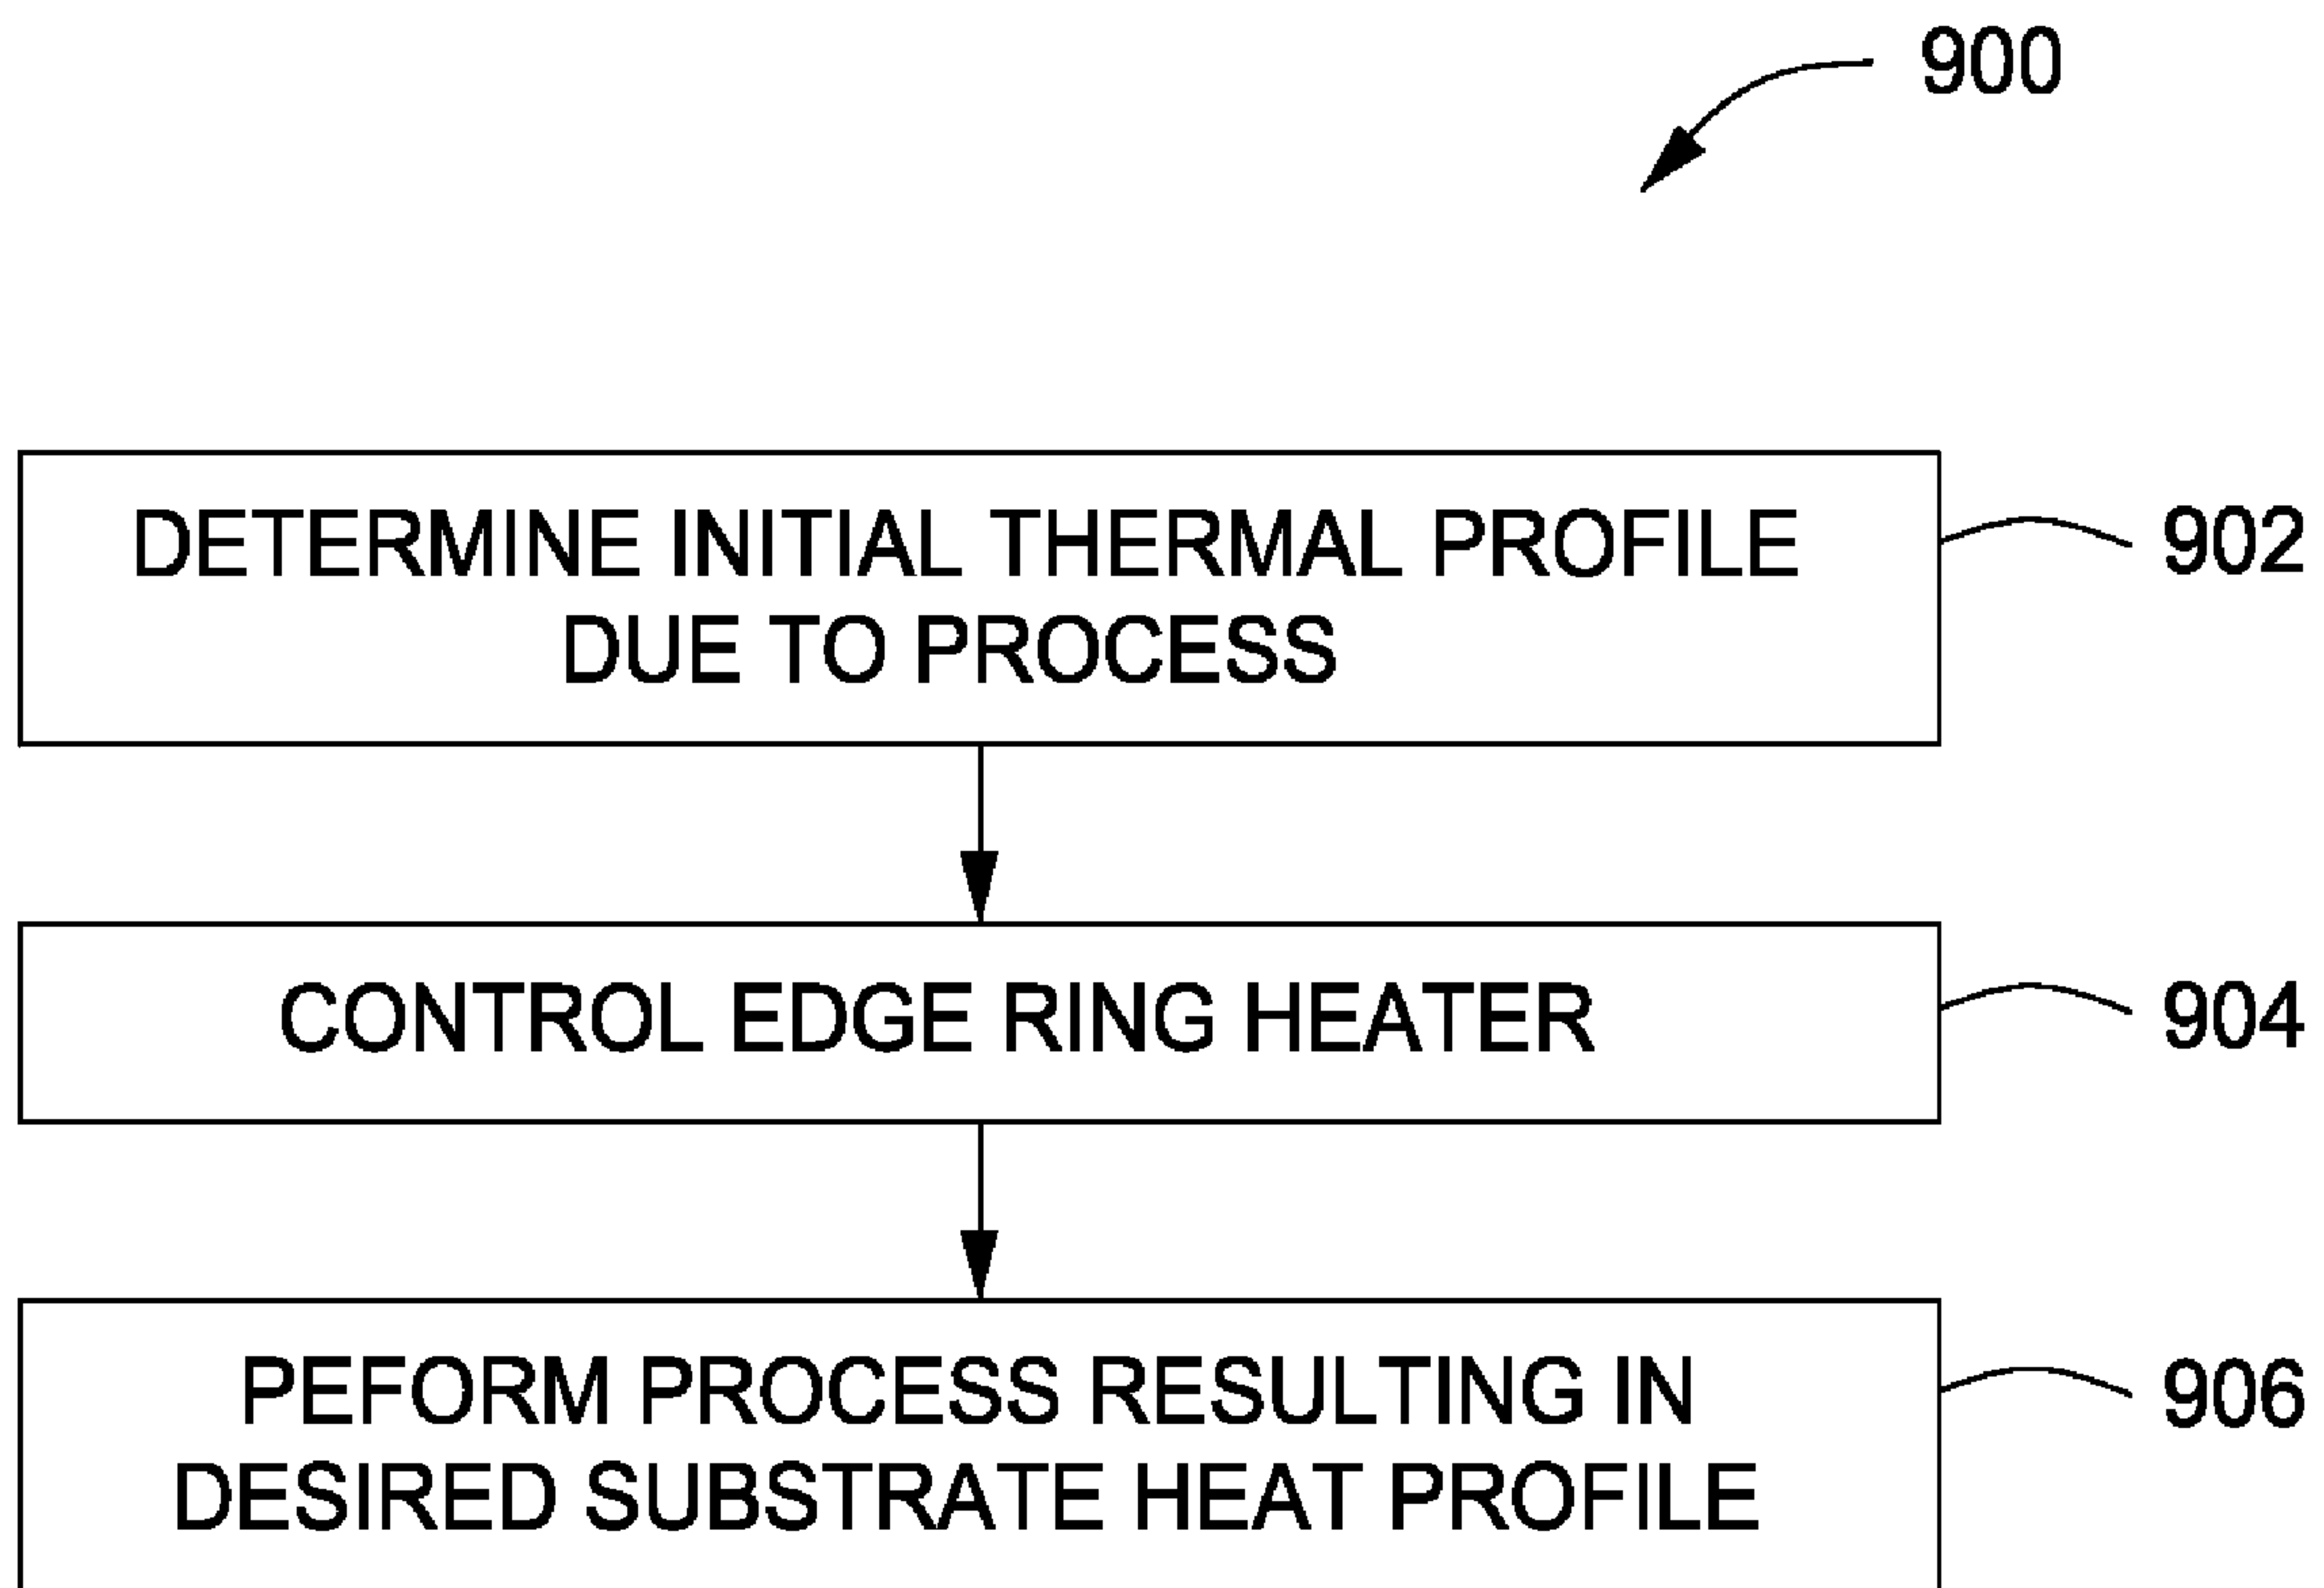 900
DETERMINE INITIAL THERMAL PROFILE
DUE TO PROCESS
902
CONTROL EDGE RING HEATER
904
PEFORM PROCESS RESULTING IN
DESIRED SUBSTRATE HEAT PROFILE
906